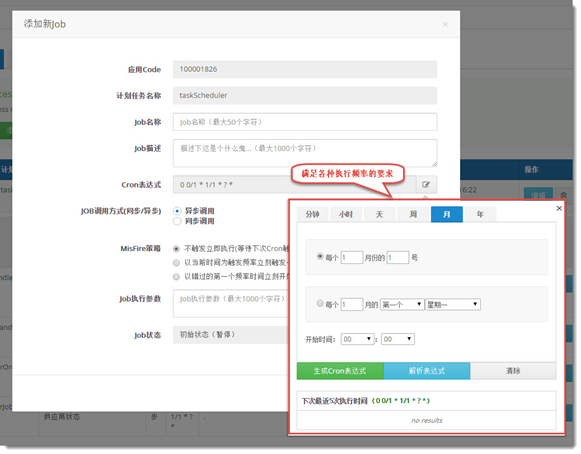 添加新Job
×
应用Code
100001826
计划任务名称
taskScheduler
Job名称
Job名称（最大50个字符）
Job描述
描述下这是个什么鬼...（最大1000个字符）
满足各种执行频率的要求
Cron表达式
0 0/1 * 1/1 * ? *
操作
16:22
编辑
JOB调用方式(同步/异步)
异步调用
同步调用
MisFire策略
不触发立即执行(等待下次Cron触
以当前时间为触发频率立刻触发一
以错过的第一个频率时间立刻开始
Job执行参数
Job执行参数（最大1000个字符）
Job状态
初始状态（暂停）
×
分钟
小时
天
周
月
年
每个 1 月份的 1 号
每个 1 月的 第一个 星期一
开始时间： 00 : 00
生成Cron表达式
解析表达式
清除
下次最近5次执行时间（0 0/1 * 1/1 * ? *）
no results
供应商状态
步
1/1 * ?
*